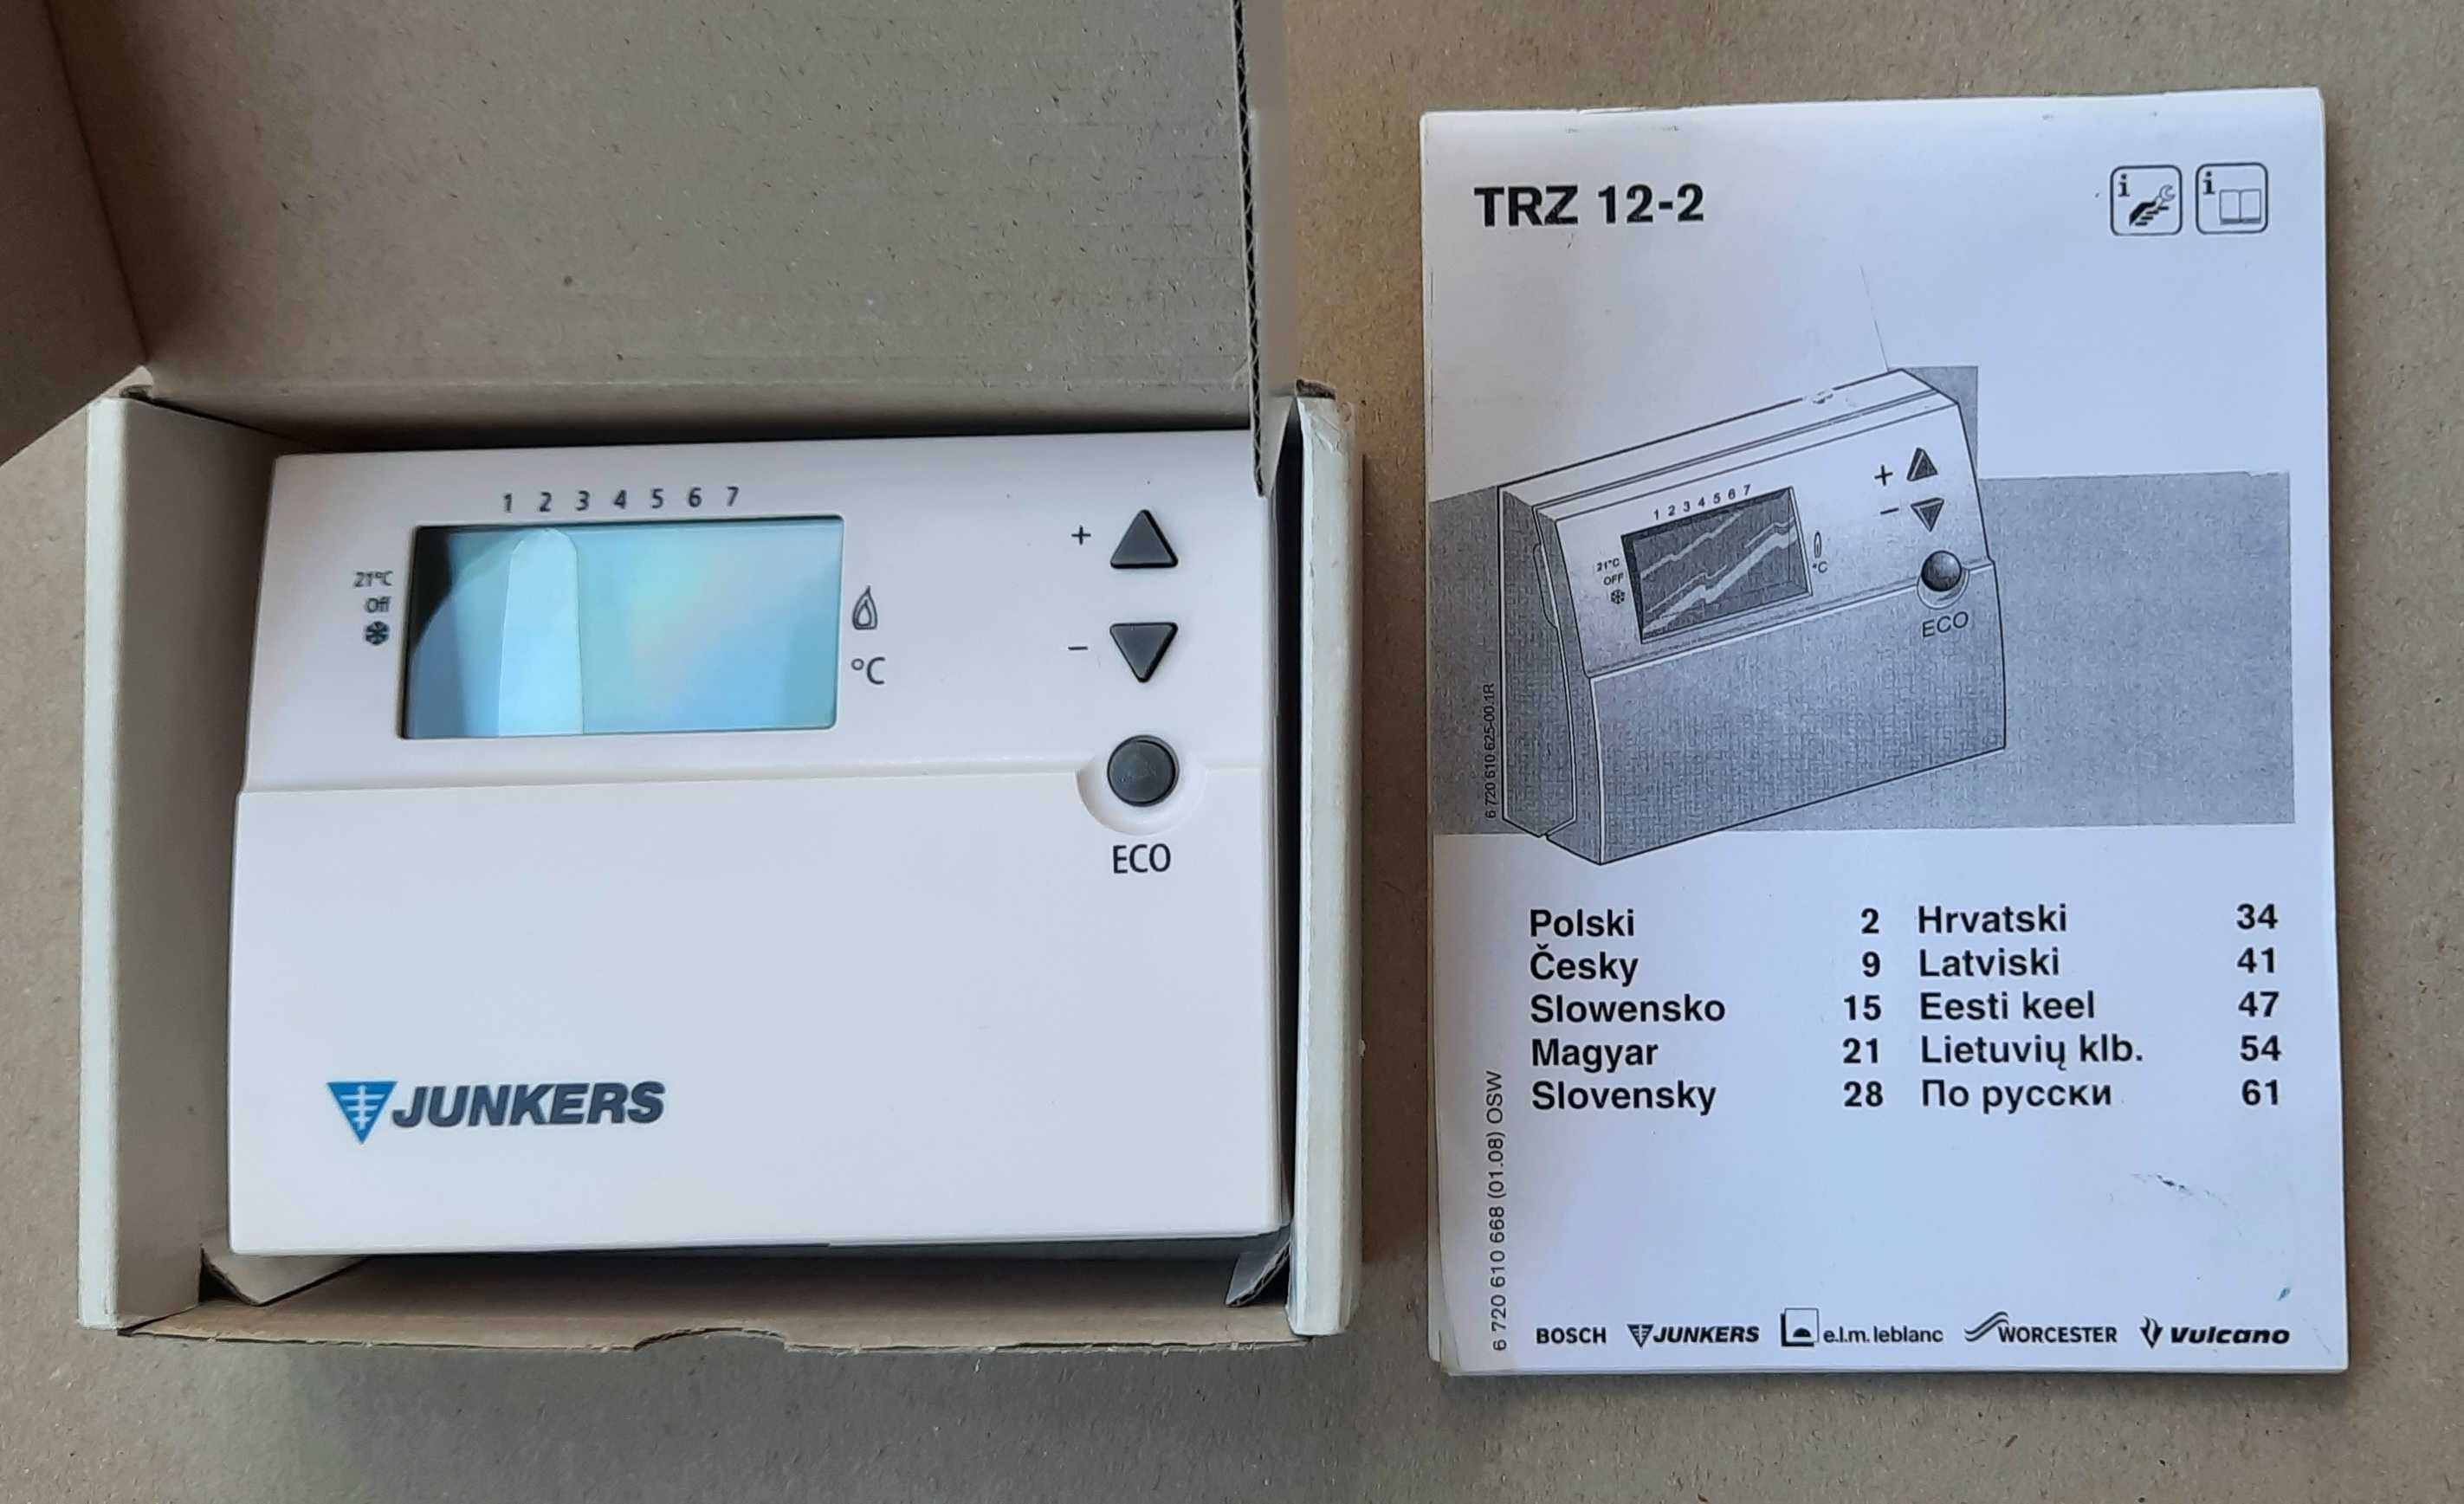 1 2 3 4 5 6 7
21°C
Off
°C
+
-
ECO
JUNKERS
TRZ 12-2
i
i
1 2 3 4 5 6 7
21°C
OFF
°C
+
-
ECO
6 720 610 625-00.1R
Polski 2 Hrvatski 34
Česky 9 Latviski 41
Slowensko 15 Eesti keel 47
Magyar 21 Lietuvių klb. 54
Slovensky 28 По русски 61
6 720 610 668 (01.08) OSW
BOSCH JUNKERS e.l.m. leblanc WORCESTER Vulcano